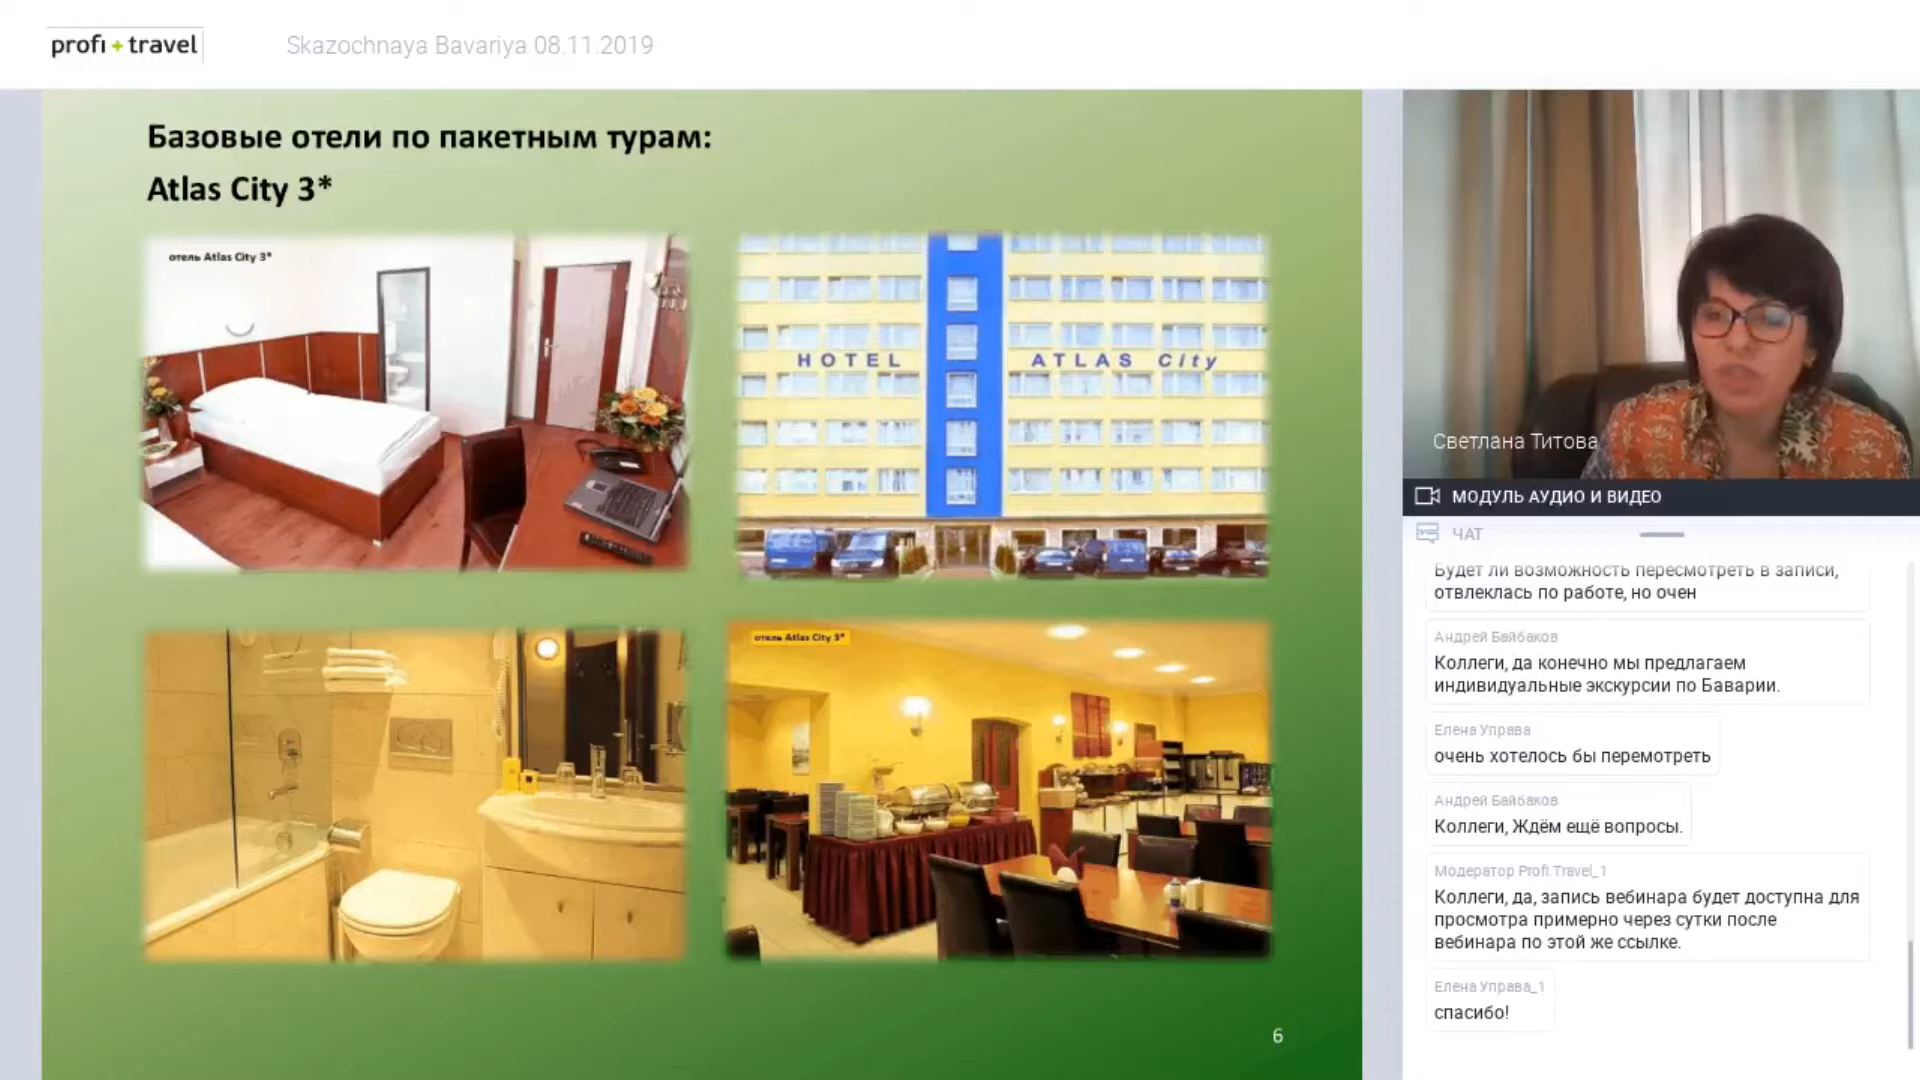 profi + travel
Skazochnaya Bavariya 08.11.2019
Базовые отели по пакетным турам:
Atlas City 3*
отель Atlas City 3*
HOTEL ATLAS City
отель Atlas City 3*
6
Светлана Титова
МОДУЛЬ АУДИО И ВИДЕО
ЧАТ
Будет ли возможность пересмотреть в записи,
отвлеклась по работе, но очен
Андрей Байбаков
Коллеги, да конечно мы предлагаем
индивидуальные экскурсии по Баварии.
Елена Управа
очень хотелось бы перемотреть
Андрей Байбаков
Коллеги, Ждём ещё вопросы.
Модератор Profi.Travel_1
Коллеги, да, запись вебинара будет доступна для
просмотра примерно через сутки после
вебинара по этой же ссылке.
Елена Управа_1
спасибо!